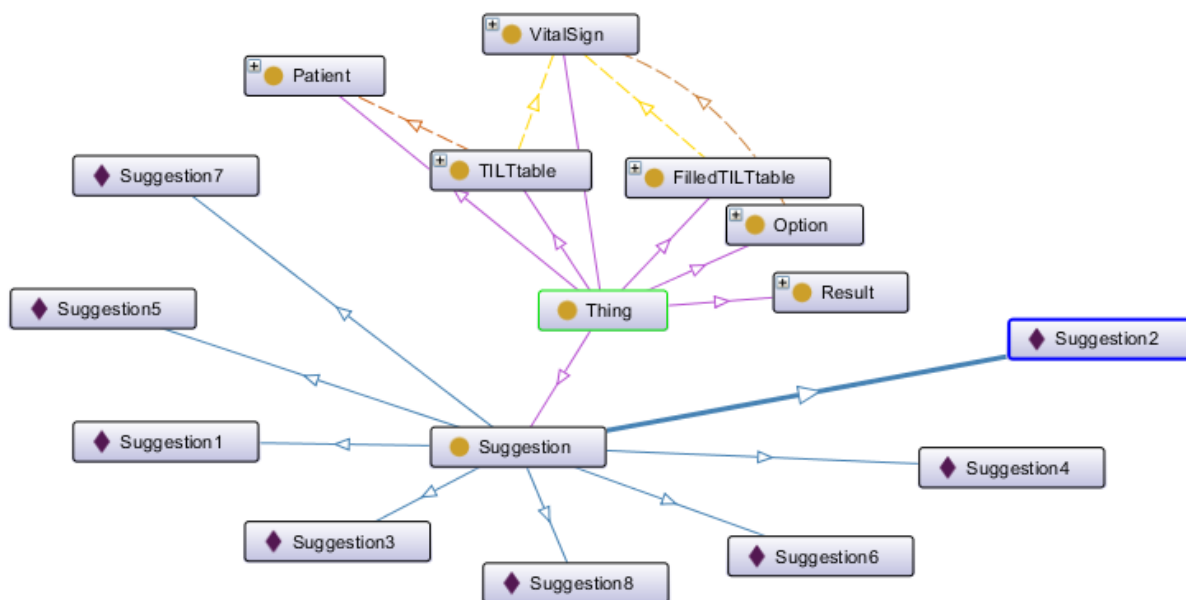 VitalSign
Patient
TILTtable
FilledTILTtable
Suggestion7
Option
Result
Thing
Suggestion5
Suggestion2
Suggestion1
Suggestion
Suggestion4
Suggestion3
Suggestion6
Suggestion8